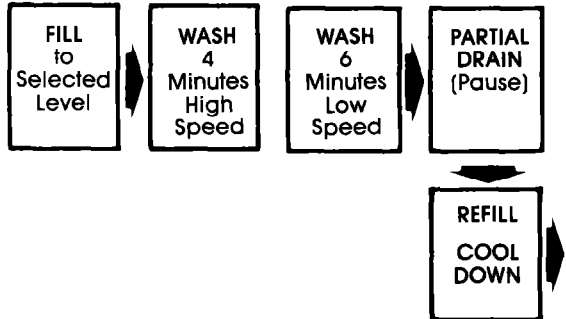 FILL
to
Selected
Level
WASH
4
Minutes
High
Speed
WASH
6
Minutes
Low
Speed
PARTIAL
DRAIN
(Pause)
REFILL
COOL
DOWN